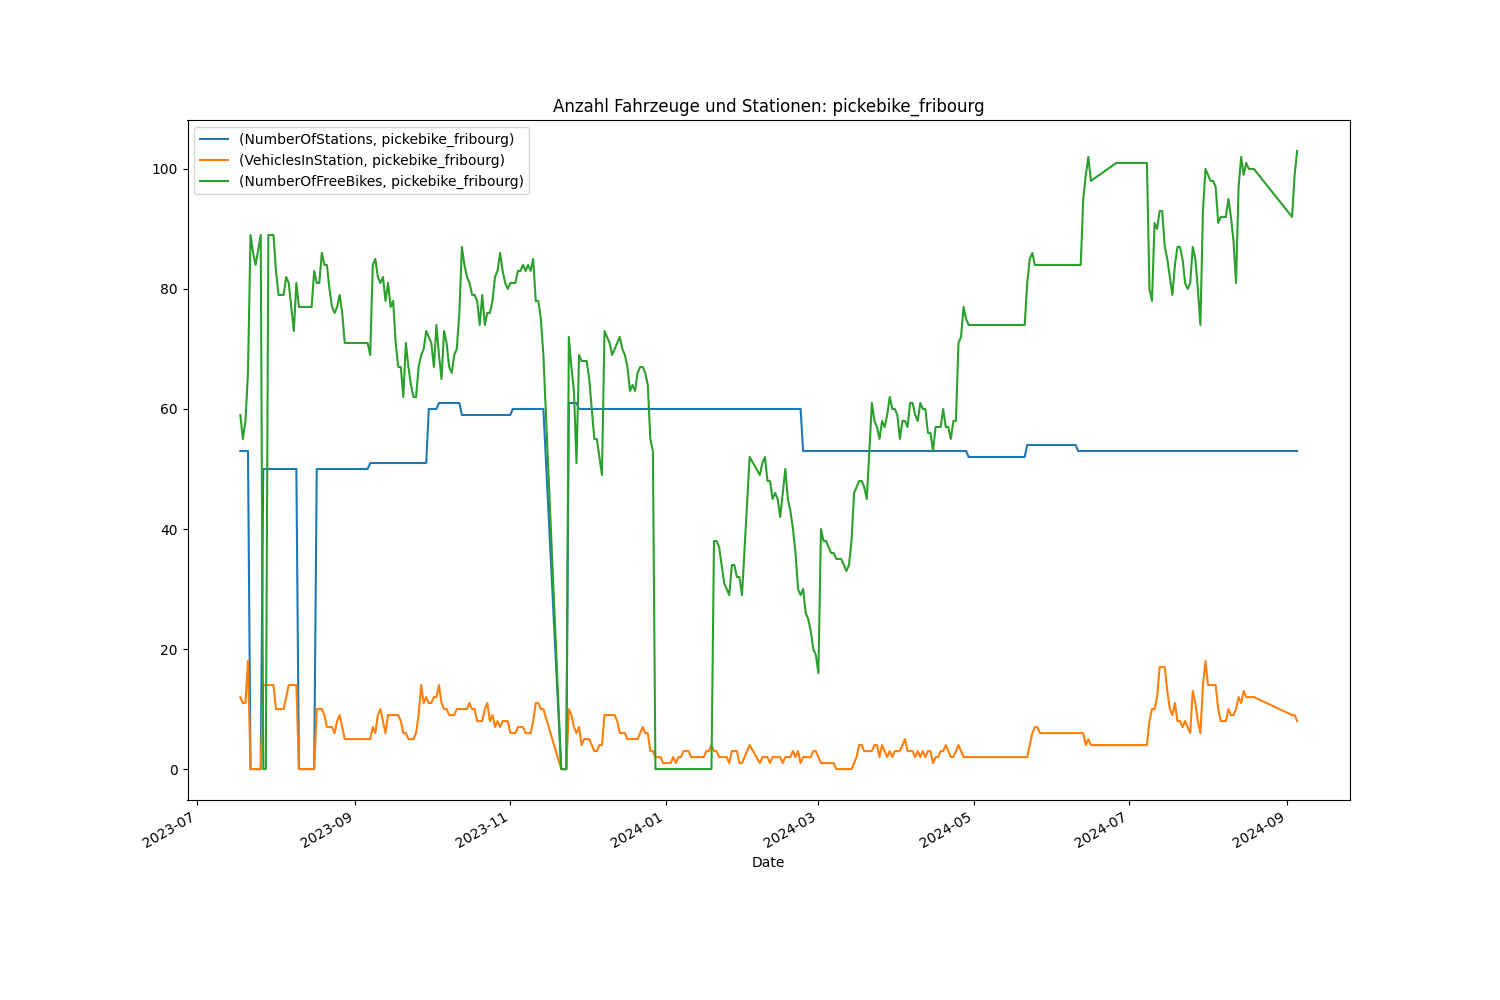 Anzahl Fahrzeuge und Stationen: pickebike_fribourg
(NumberOfStations, pickebike_fribourg)
(VehiclesInStation, pickebike_fribourg)
(NumberOfFreeBikes, pickebike_fribourg)
100
80
60
40
20
0
2023-07
2023-09
2023-11
2024-01
2024-03
2024-05
2024-07
2024-09
Date